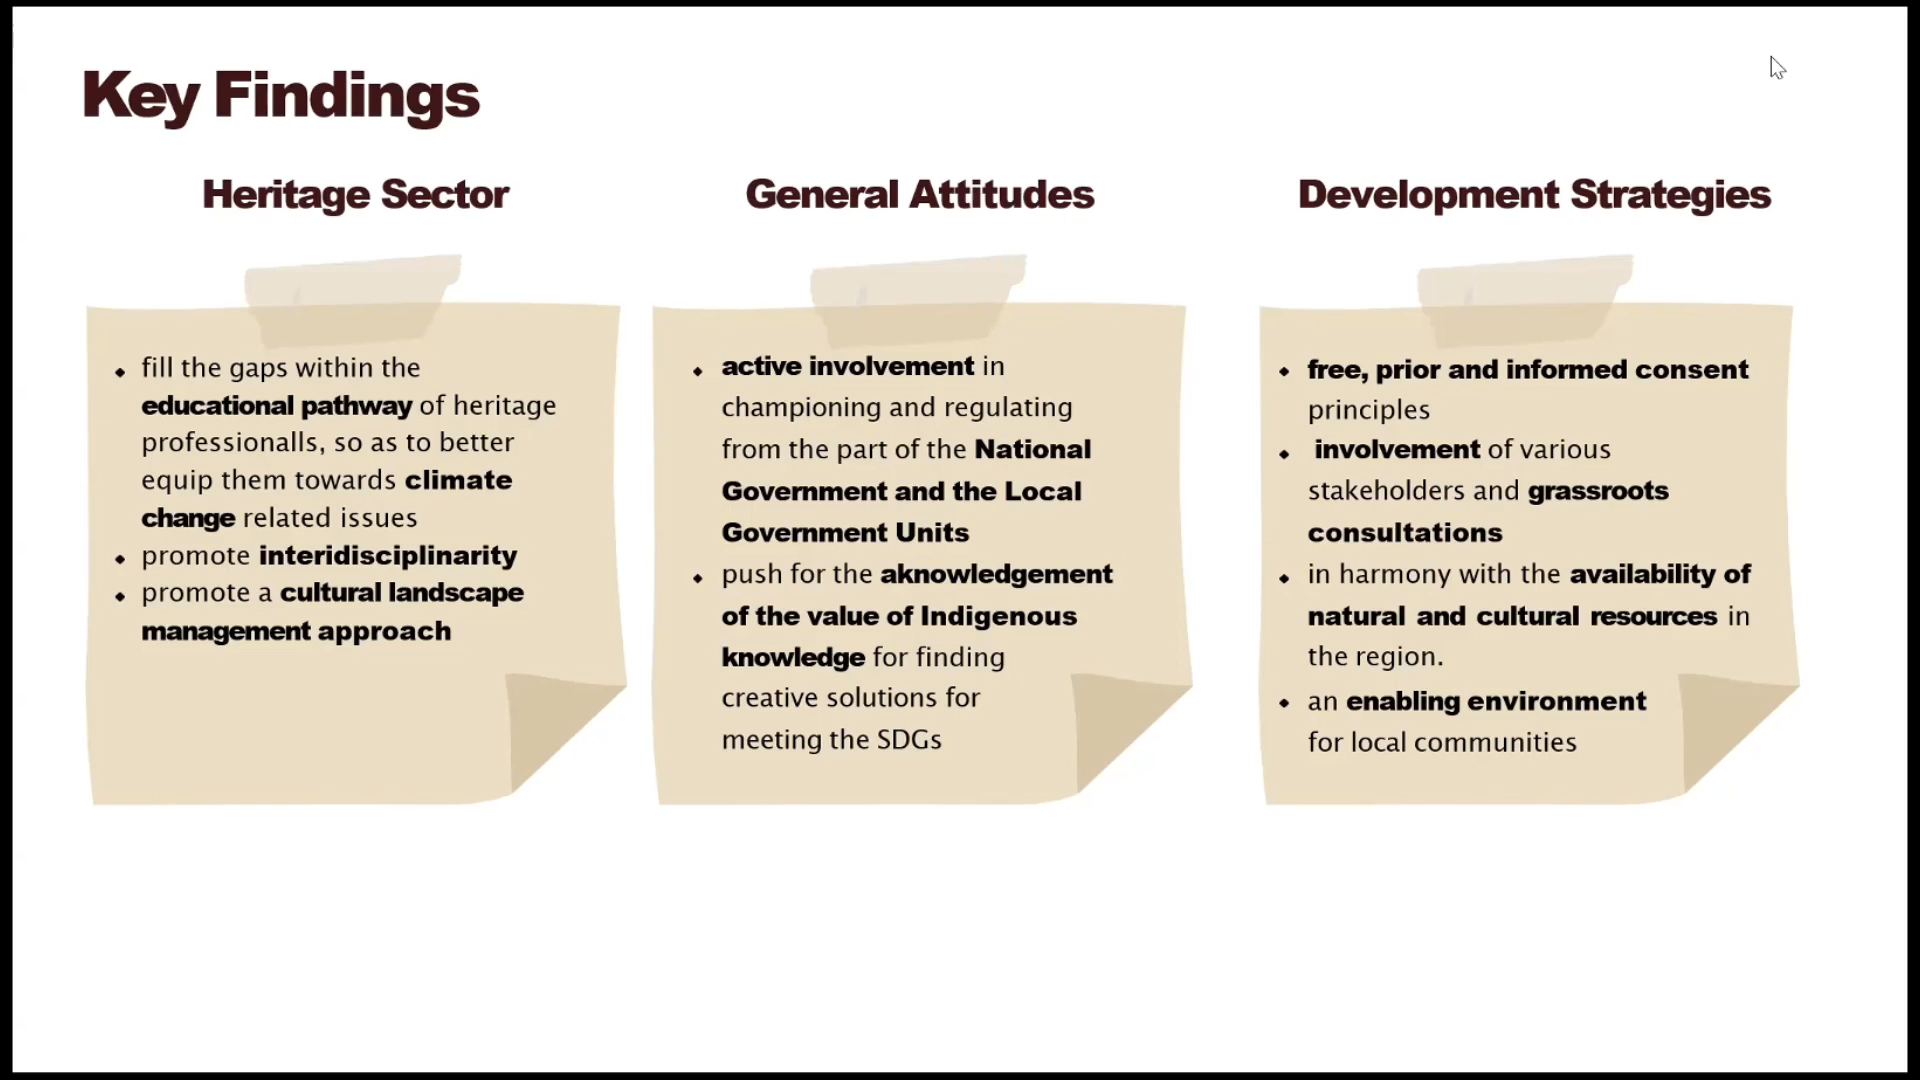 Key Findings
Heritage Sector
fill the gaps within the
educational pathway of heritage
professionalls, so as to better
equip them towards climate
change related issues
promote interidisciplinarity
promote a cultural landscape
management approach
General Attitudes
active involvement in
championing and regulating
from the part of the National
Government and the Local
Government Units
push for the aknowledgement
of the value of Indigenous
knowledge for finding
creative solutions for
meeting the SDGs
Development Strategies
free, prior and informed consent
principles
involvement of various
stakeholders and grassroots
consultations
in harmony with the availability of
natural and cultural resources in
the region.
an enabling environment
for local communities